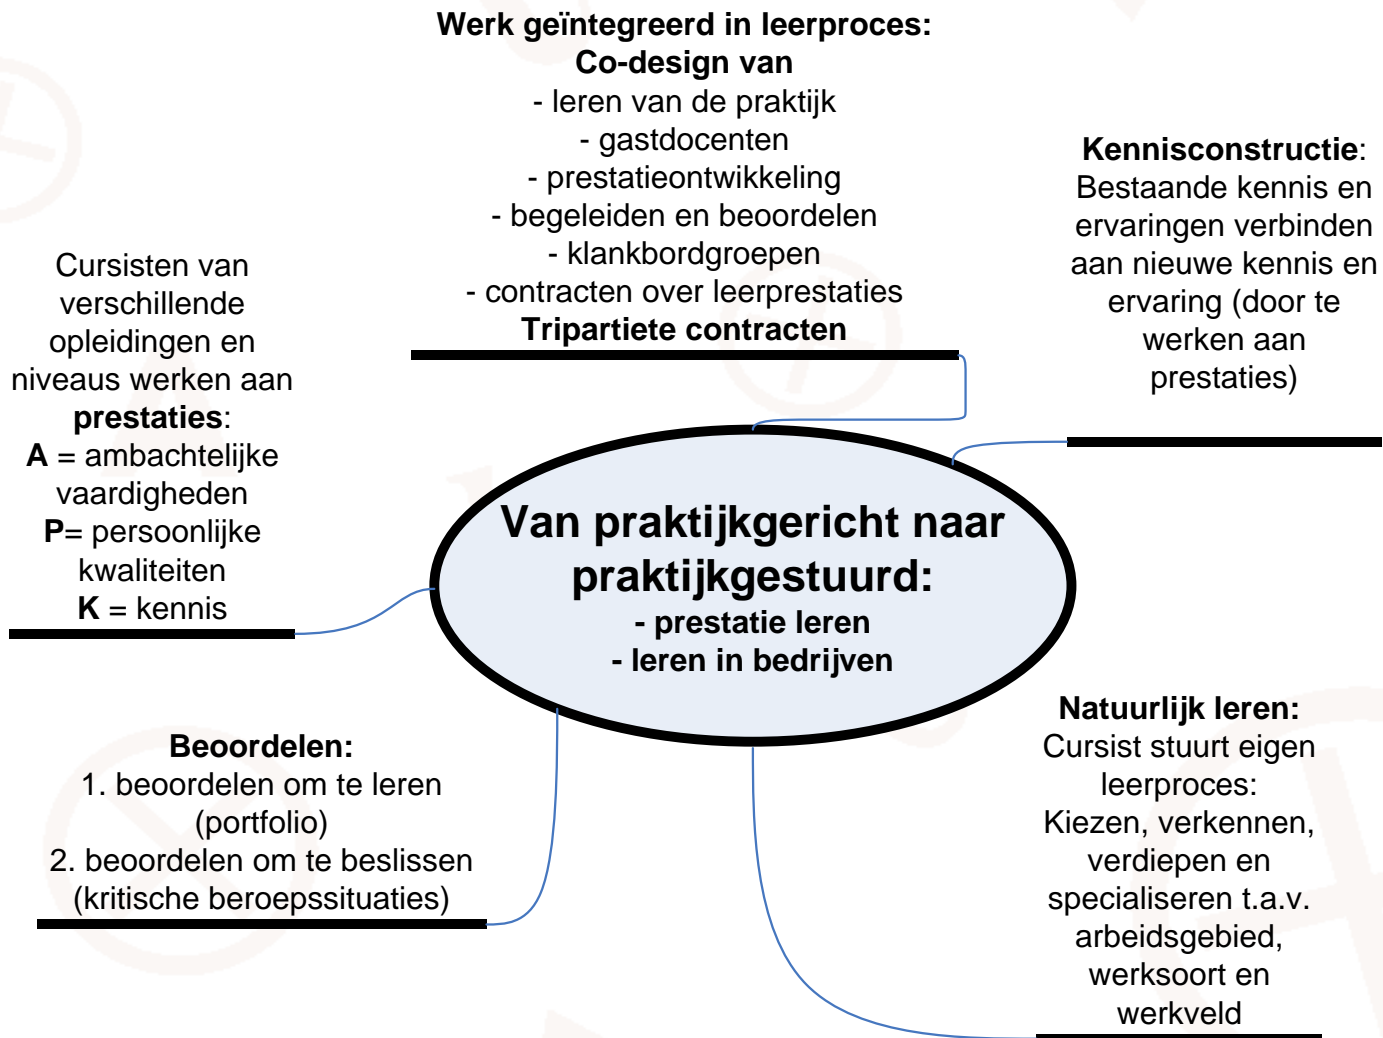 Werk geïntegreerd in leerproces:
Co-design van
- leren van de praktijk
- gastdocenten
- prestatieontwikkeling
- begeleiden en beoordelen
- klankbordgroepen
- contracten over leerprestaties
Tripartiete contracten
Kennisconstructie:
Bestaande kennis en
ervaringen verbinden
aan nieuwe kennis en
ervaring (door te
werken aan
prestaties)
Cursisten van
verschillende
opleidingen en
niveaus werken aan
prestaties:
A = ambachtelijke
vaardigheden
P= persoonlijke
kwaliteiten
K = kennis
Van praktijkgericht naar
praktijkgestuurd:
- prestatie leren
- leren in bedrijven
Beoordelen:
1. beoordelen om te leren
(portfolio)
2. beoordelen om te beslissen
(kritische beroepssituaties)
Natuurlijk leren:
Cursist stuurt eigen
leerproces:
Kiezen, verkennen,
verdiepen en
specialiseren t.a.v.
arbeidsgebied,
werksoort en
werkveld